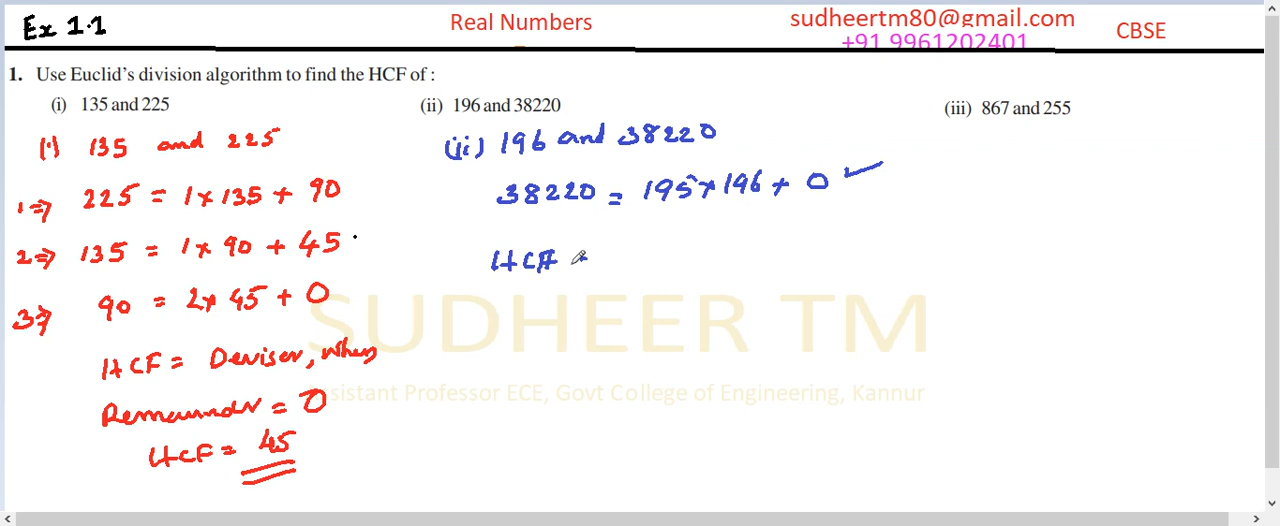 Ex 1.1
Real Numbers
sudheertm80@gmail.com
+91 9961202401
CBSE
1. Use Euclid's division algorithm to find the HCF of :
(i) 135 and 225
(ii) 196 and 38220
(iii) 867 and 255
(i) 135 and 225
1⇒ 225 = 1 × 135 + 90
2⇒ 135 = 1 × 90 + 45
3⇒ 90 = 2 × 45 + 0
HCF = Deviser, when
Remainder = 0
HCF = 45
(ii) 196 and 38220
38220 = 195 × 196 + 0 ✓
HCF
SUDHEER TM
Assistant Professor ECE, Govt College of Engineering, Kannur